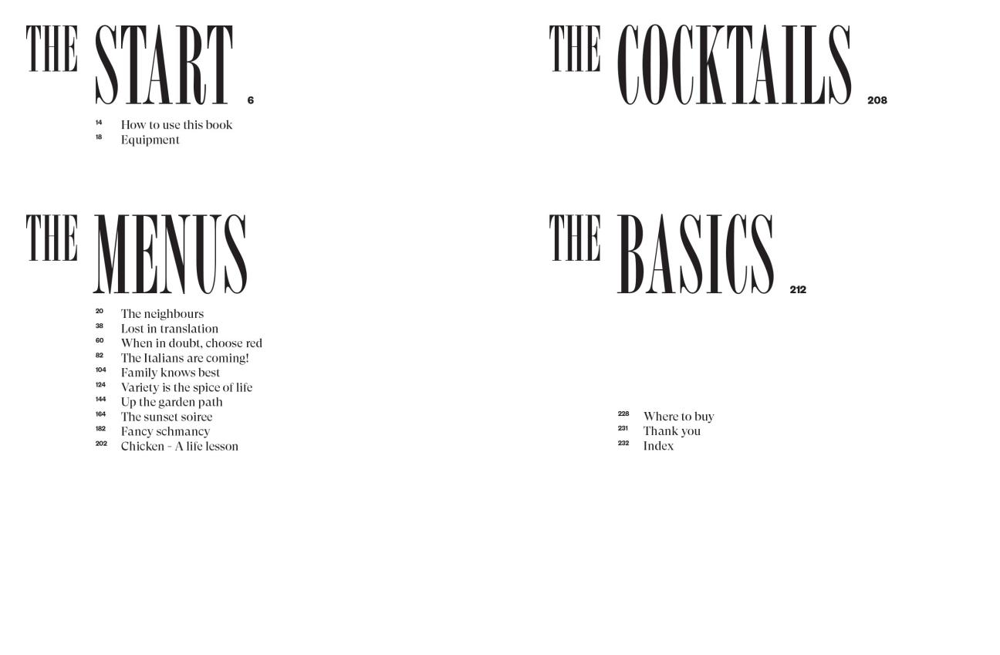 THE START 6
14 How to use this book
18 Equipment
THE MENUS
20 The neighbours
38 Lost in translation
60 When in doubt, choose red
82 The Italians are coming!
104 Family knows best
124 Variety is the spice of life
144 Up the garden path
164 The sunset soiree
182 Fancy schmancy
202 Chicken - A life lesson
THE COCKTAILS 208
THE BASICS 212
228 Where to buy
231 Thank you
232 Index